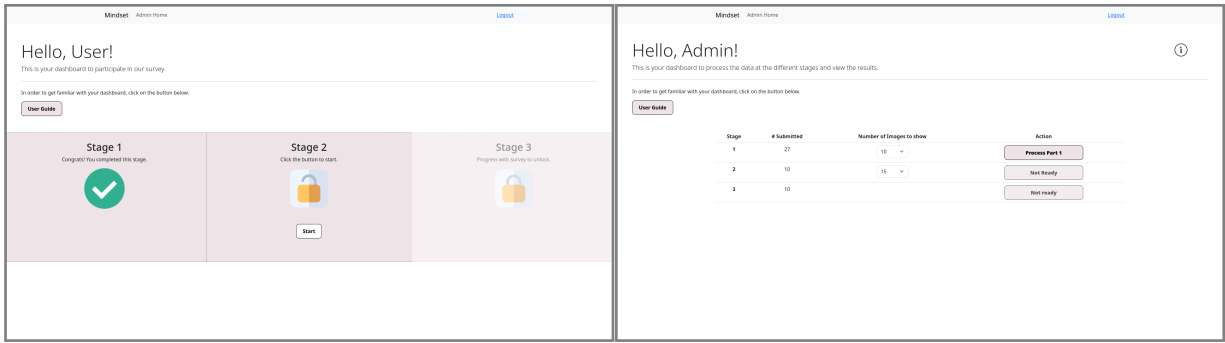 Mindset Admin Home Logout
Hello, User!
This is your dashboard to participate in our survey.
In order to get familiar with your dashboard, click on the button below.
User Guide
Stage 1
Congrats! You completed this stage.
Stage 2
Click the button to start.
Start
Stage 3
Progress with survey to unlock.
Mindset Admin Home Logout
Hello, Admin!
This is your dashboard to process the data at the different stages and view the results.
In order to get familiar with your dashboard, click on the button below.
User Guide
Stage # Submitted Number of Images to show Action
1 27 10 Process Part 1
2 10 15 Not Ready
3 10 Not ready